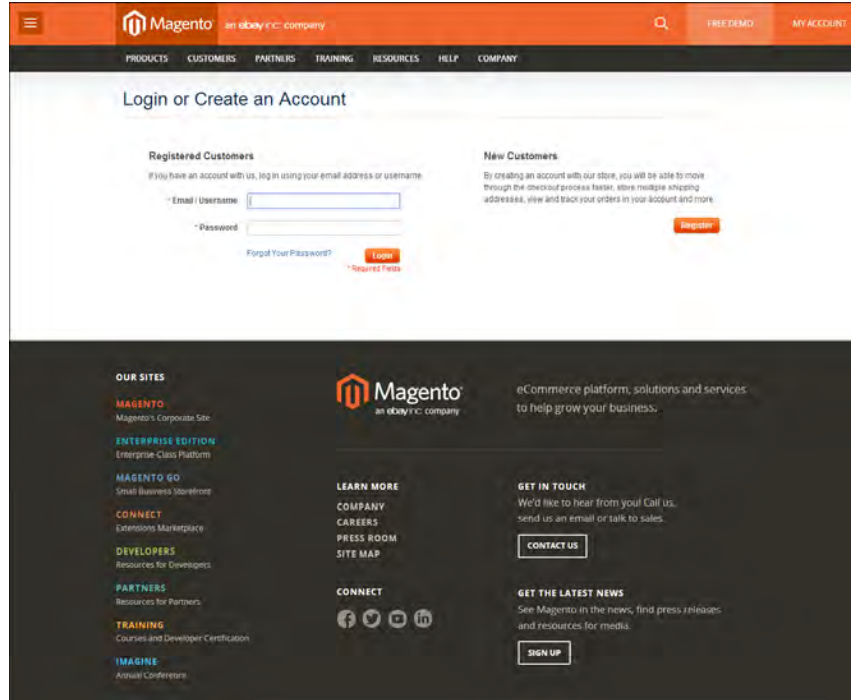 Magento
an ebay inc company
FREE DEMO
MY ACCOUNT
PRODUCTS CUSTOMERS PARTNERS TRAINING RESOURCES HELP COMPANY
Login or Create an Account
Registered Customers
If you have an account with us, log in using your email address or username.
* Email / Username
* Password
Forgot Your Password?
Login
* Required Fields
New Customers
By creating an account with our store, you will be able to move
through the checkout process faster, store multiple shipping
addresses, view and track your orders in your account and more.
Register
OUR SITES
MAGENTO
Magento's Corporate Site
ENTERPRISE EDITION
Enterprise-Class Platform
MAGENTO GO
Small Business Storefront
CONNECT
Extensions Marketplace
DEVELOPERS
Resources for Developers
PARTNERS
Resources for Partners
TRAINING
Courses and Developer Certification
IMAGINE
Annual Conference
Magento
an ebay inc company
eCommerce platform, solutions and services
to help grow your business.
LEARN MORE
COMPANY
CAREERS
PRESS ROOM
SITE MAP
CONNECT
GET IN TOUCH
We'd like to hear from you! Call us,
send us an email or talk to sales.
CONTACT US
GET THE LATEST NEWS
See Magento in the news, find press releases
and resources for media.
SIGN UP